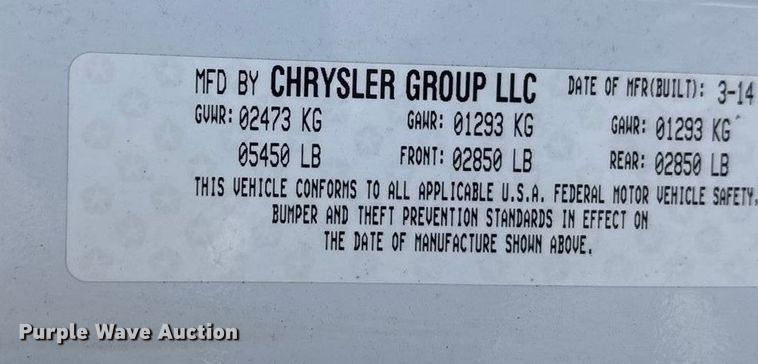 MFD BY CHRYSLER GROUP LLC DATE OF MFR(BUILT): 3-14
GVWR: 02473 KG GAWR: 01293 KG GAWR: 01293 KG
05450 LB FRONT: 02850 LB REAR: 02850 LB
THIS VEHICLE CONFORMS TO ALL APPLICABLE U.S.A. FEDERAL MOTOR VEHICLE SAFETY,
BUMPER AND THEFT PREVENTION STANDARDS IN EFFECT ON
THE DATE OF MANUFACTURE SHOWN ABOVE.
Purple Wave Auction